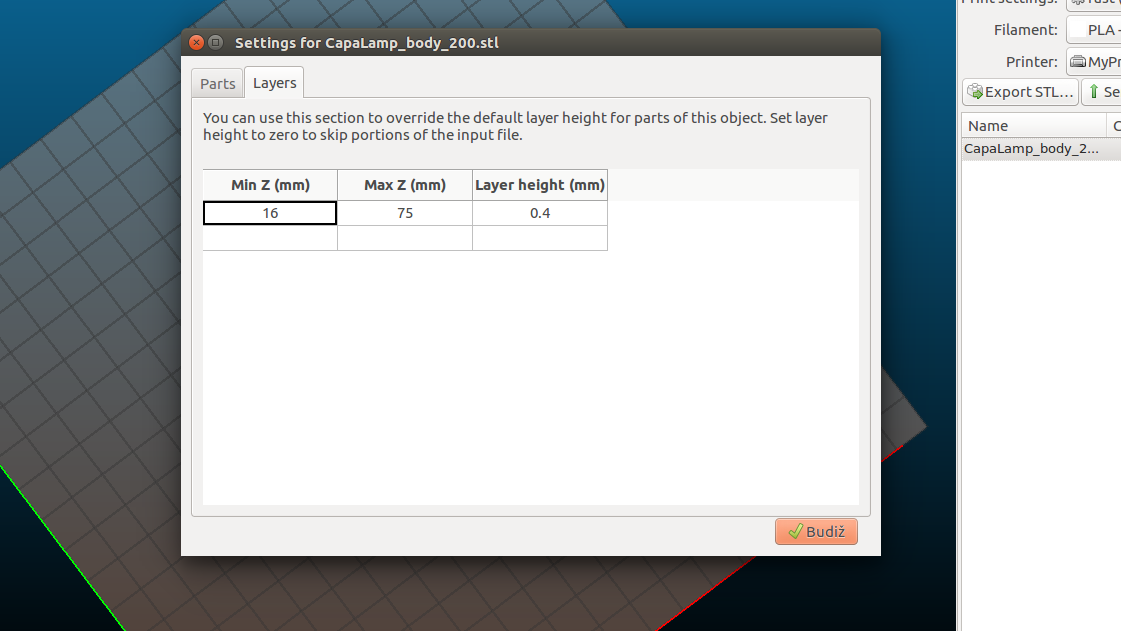 Print settings:
Settings for CapaLamp_body_200.stl
Filament:
PLA -
Printer:
MyPr
Parts
Layers
Export STL...
Se
You can use this section to override the default layer height for parts of this object. Set layer
height to zero to skip portions of the input file.
Name
C
CapaLamp_body_2...
Min Z (mm)
Max Z (mm)
Layer height (mm)
16
75
0.4
Budiž